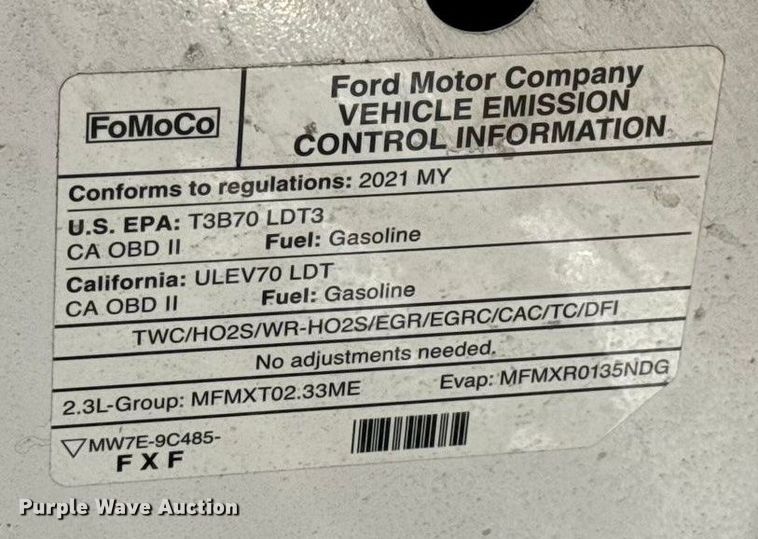 FoMoCo
Ford Motor Company
VEHICLE EMISSION
CONTROL INFORMATION
Conforms to regulations: 2021 MY
U.S. EPA: T3B70 LDT3
CA OBD II Fuel: Gasoline
California: ULEV70 LDT
CA OBD II Fuel: Gasoline
TWC/HO2S/WR-HO2S/EGR/EGRC/CAC/TC/DFI
No adjustments needed.
2.3L-Group: MFMXT02.33ME Evap: MFMXR0135NDG
MW7E-9C485-
F X F
Purple Wave Auction